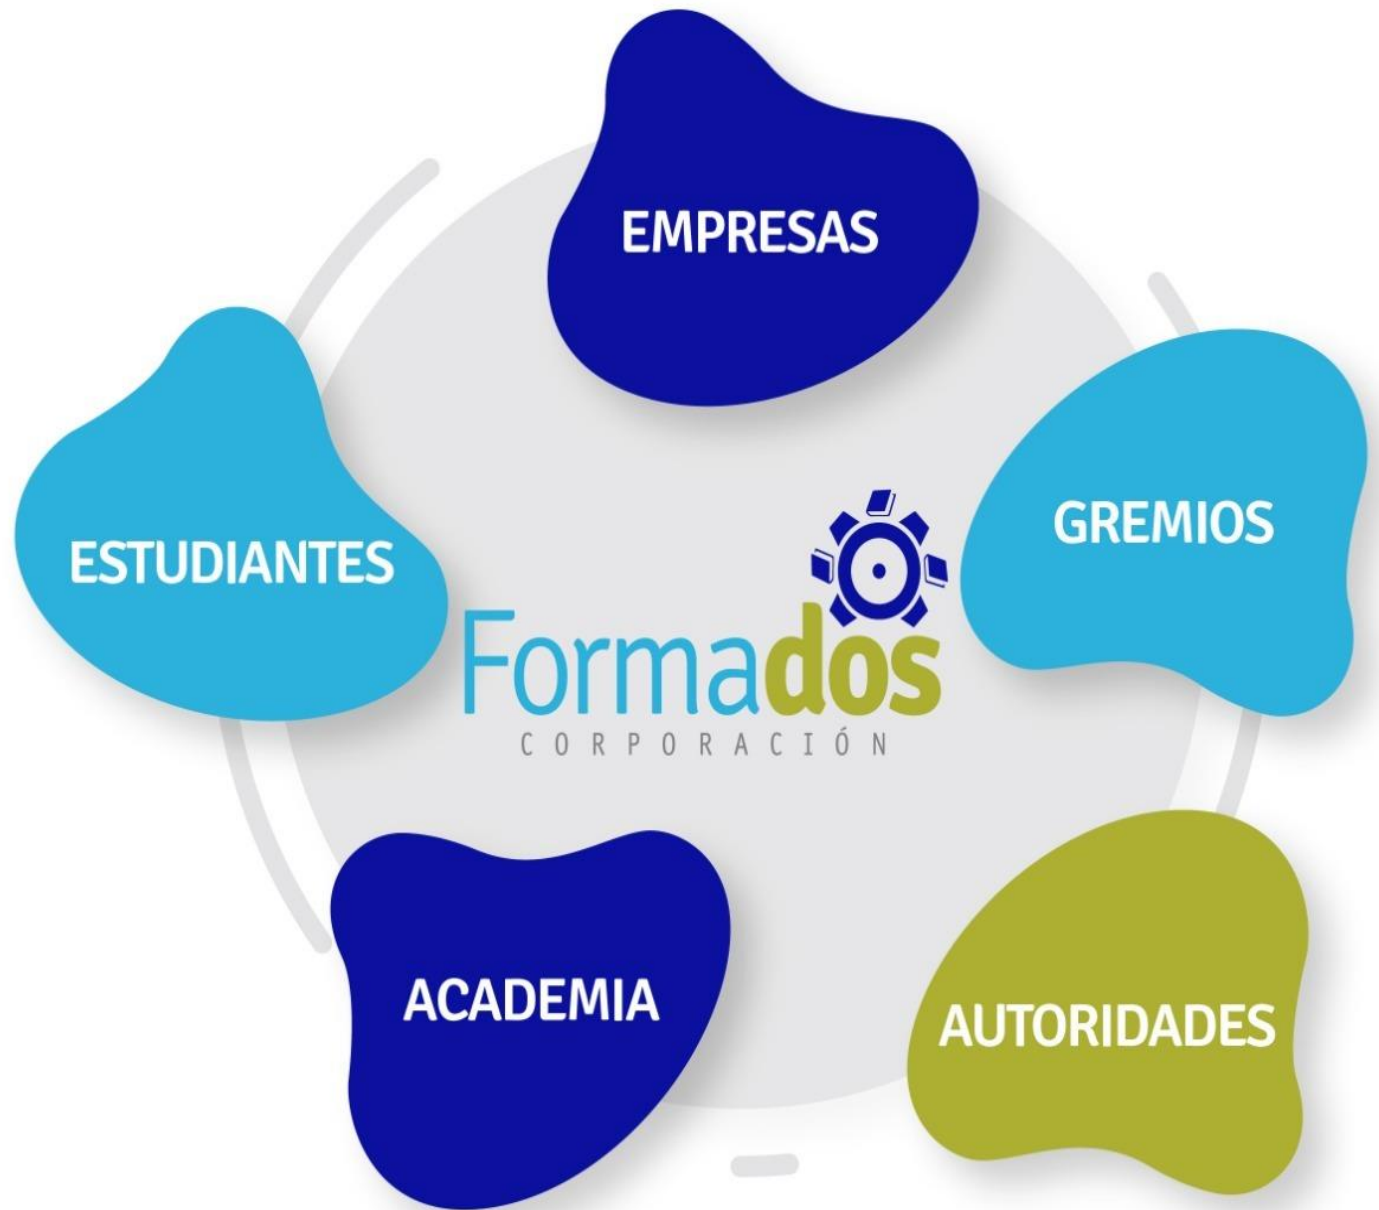 EMPRESAS
GREMIOS
ESTUDIANTES
Formados
CORPORACIÓN
ACADEMIA
AUTORIDADES